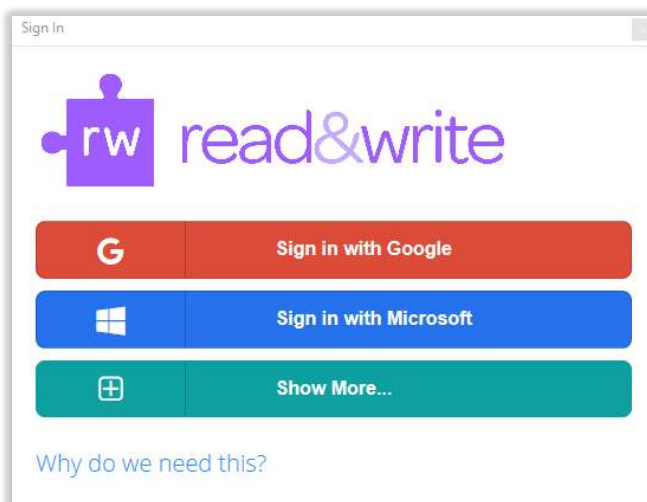 Sign In
rw read&write
G Sign in with Google
Sign in with Microsoft
Show More...
Why do we need this?